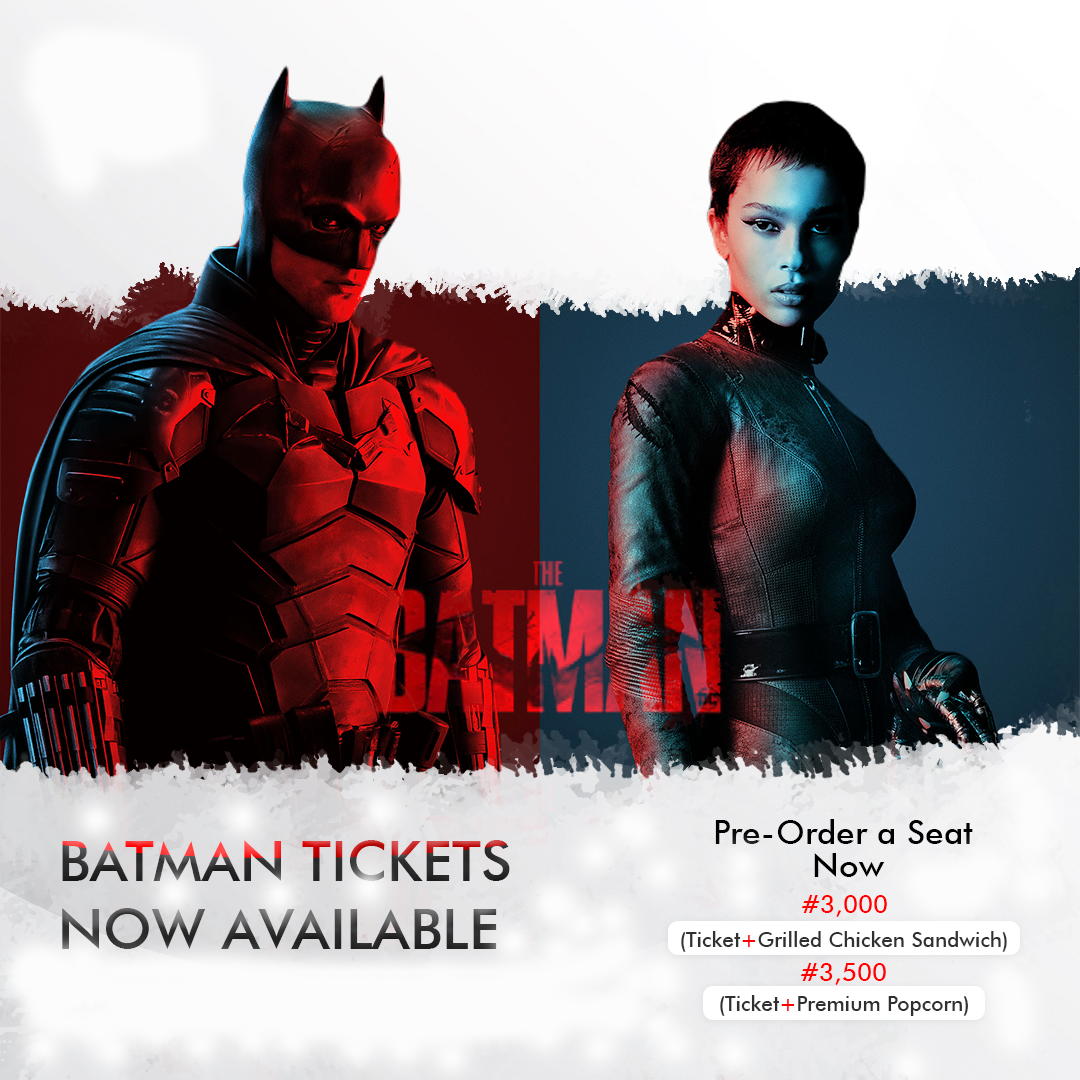 THE
BATMAN
DC
BATMAN TICKETS
NOW AVAILABLE
Pre-Order a Seat
Now
#3,000
(Ticket+Grilled Chicken Sandwich)
#3,500
(Ticket+Premium Popcorn)